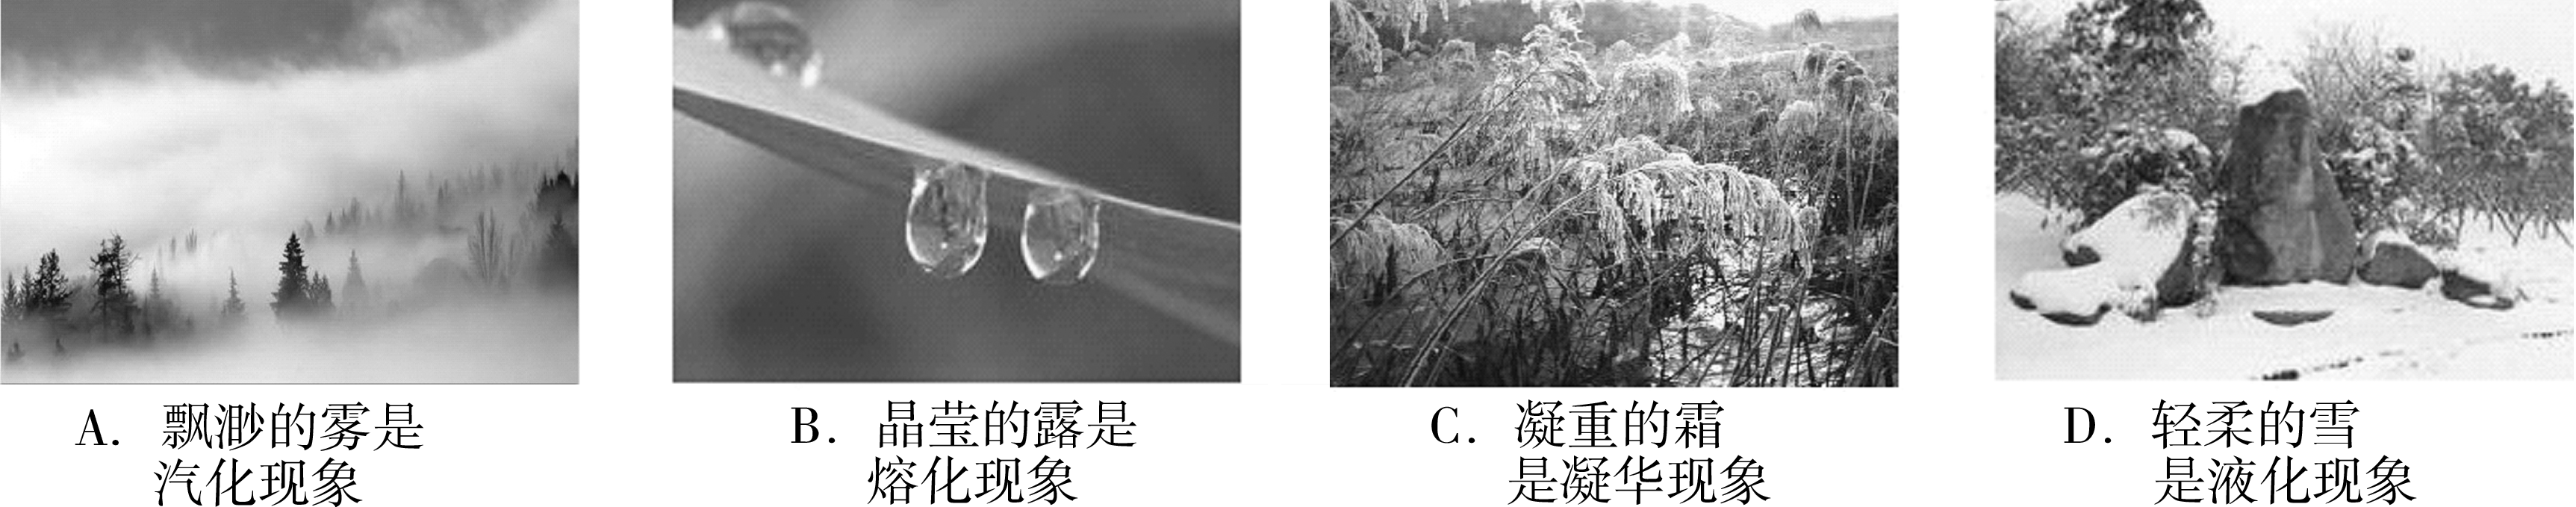 A. 飘渺的雾是
汽化现象
B. 晶莹的露是
熔化现象
C. 凝重的霜
是凝华现象
D. 轻柔的雪
是液化现象